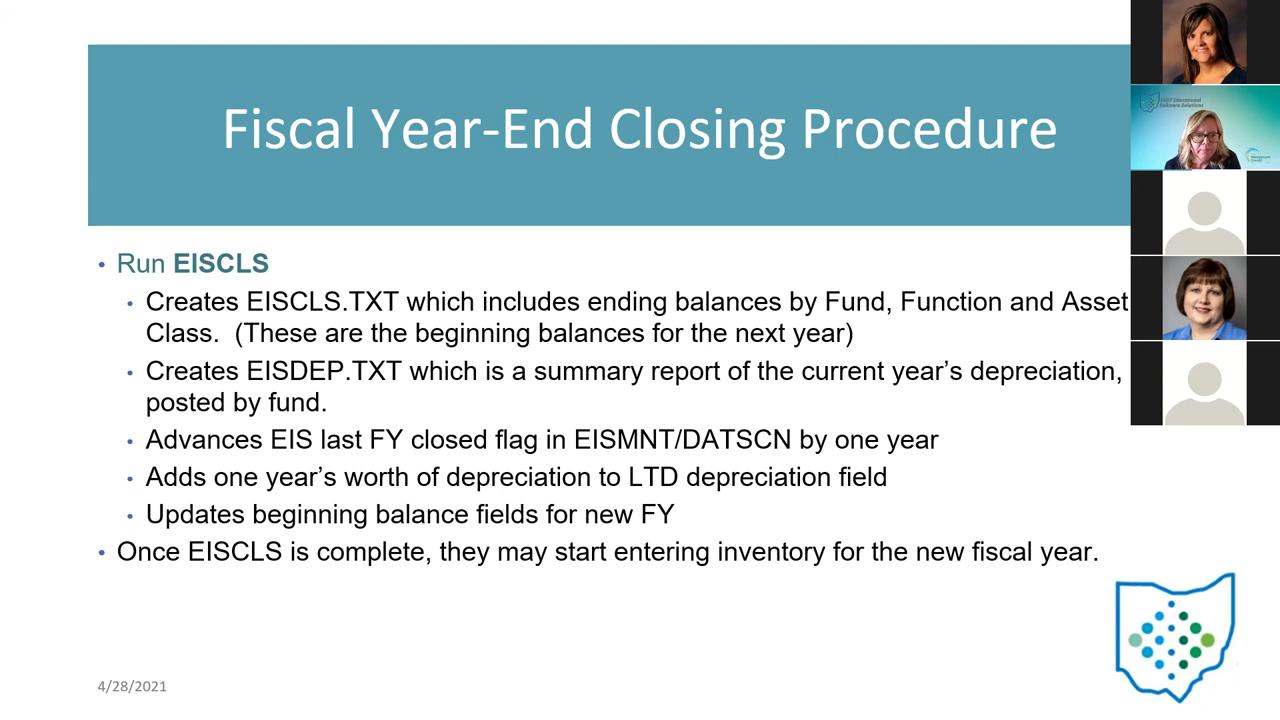 Fiscal Year-End Closing Procedure
• Run EISCLS
• Creates EISCLS.TXT which includes ending balances by Fund, Function and Asset
Class.  (These are the beginning balances for the next year)
• Creates EISDEP.TXT which is a summary report of the current year’s depreciation,
posted by fund.
• Advances EIS last FY closed flag in EISMNT/DATSCN by one year
• Adds one year’s worth of depreciation to LTD depreciation field
• Updates beginning balance fields for new FY
• Once EISCLS is complete, they may start entering inventory for the new fiscal year.
4/28/2021